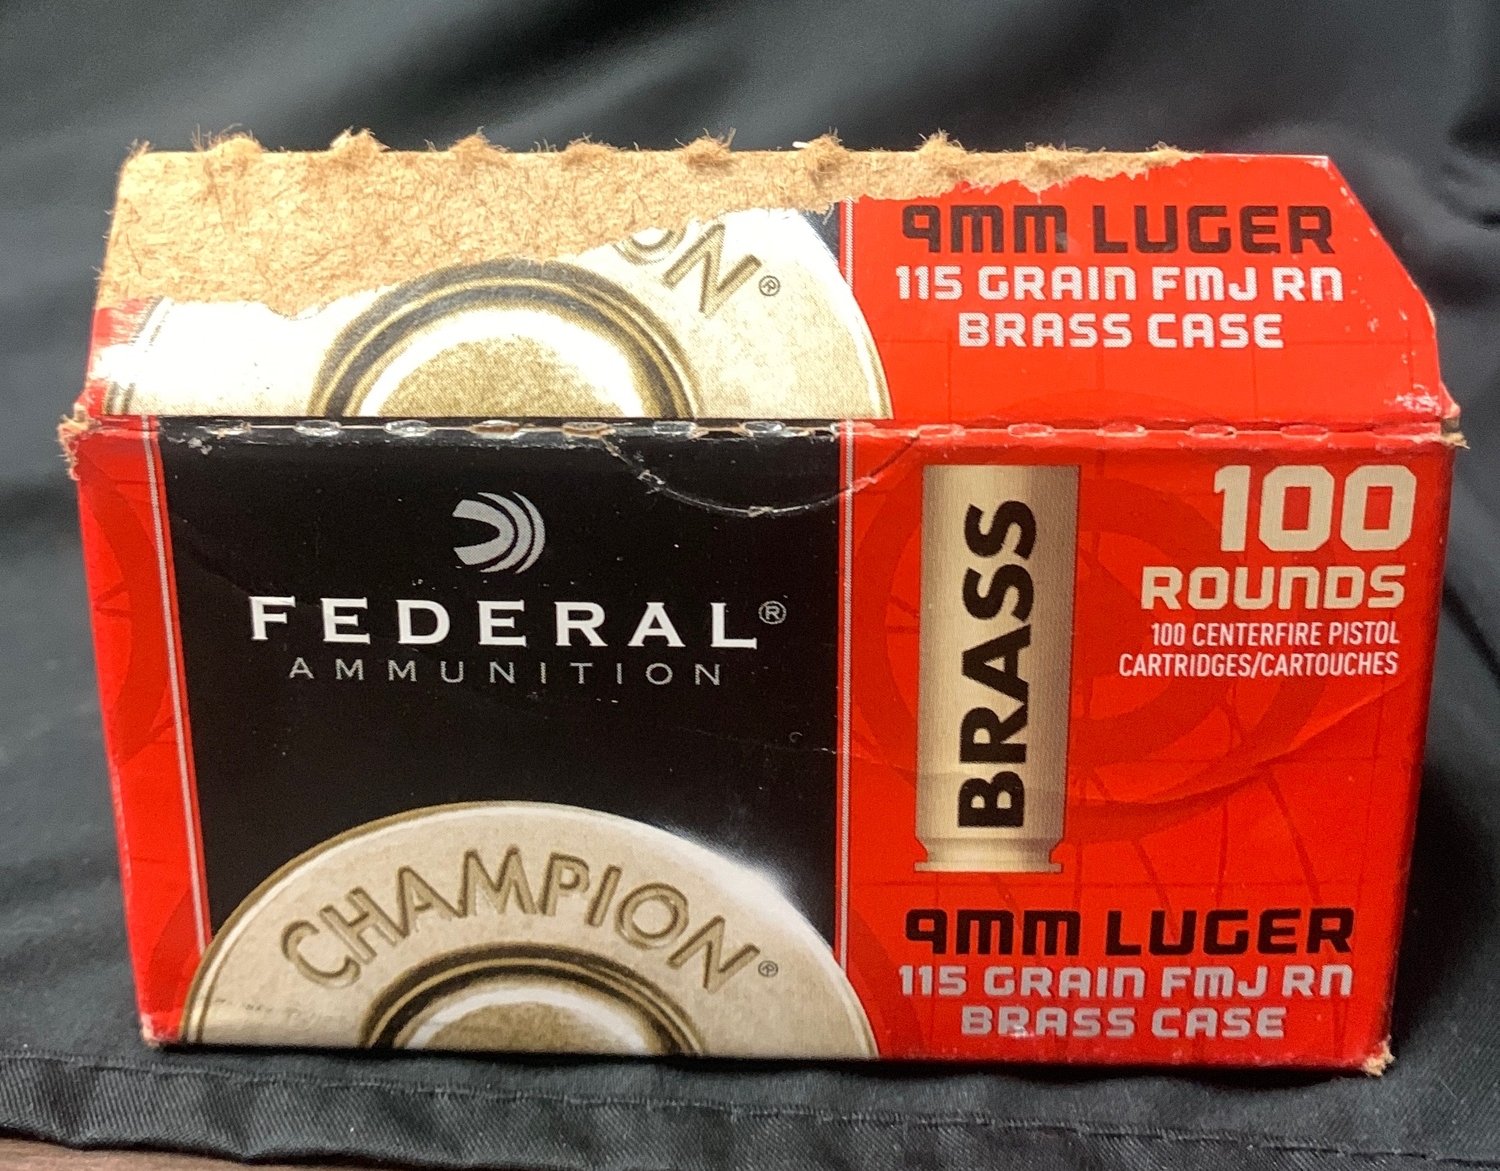 ON®
9MM LUGER
115 GRAIN FMJ RN
BRASS CASE
FEDERAL®
AMMUNITION
CHAMPION®
BRASS
100
ROUNDS
100 CENTERFIRE PISTOL
CARTRIDGES/CARTOUCHES
9MM LUGER
115 GRAIN FMJ RN
BRASS CASE